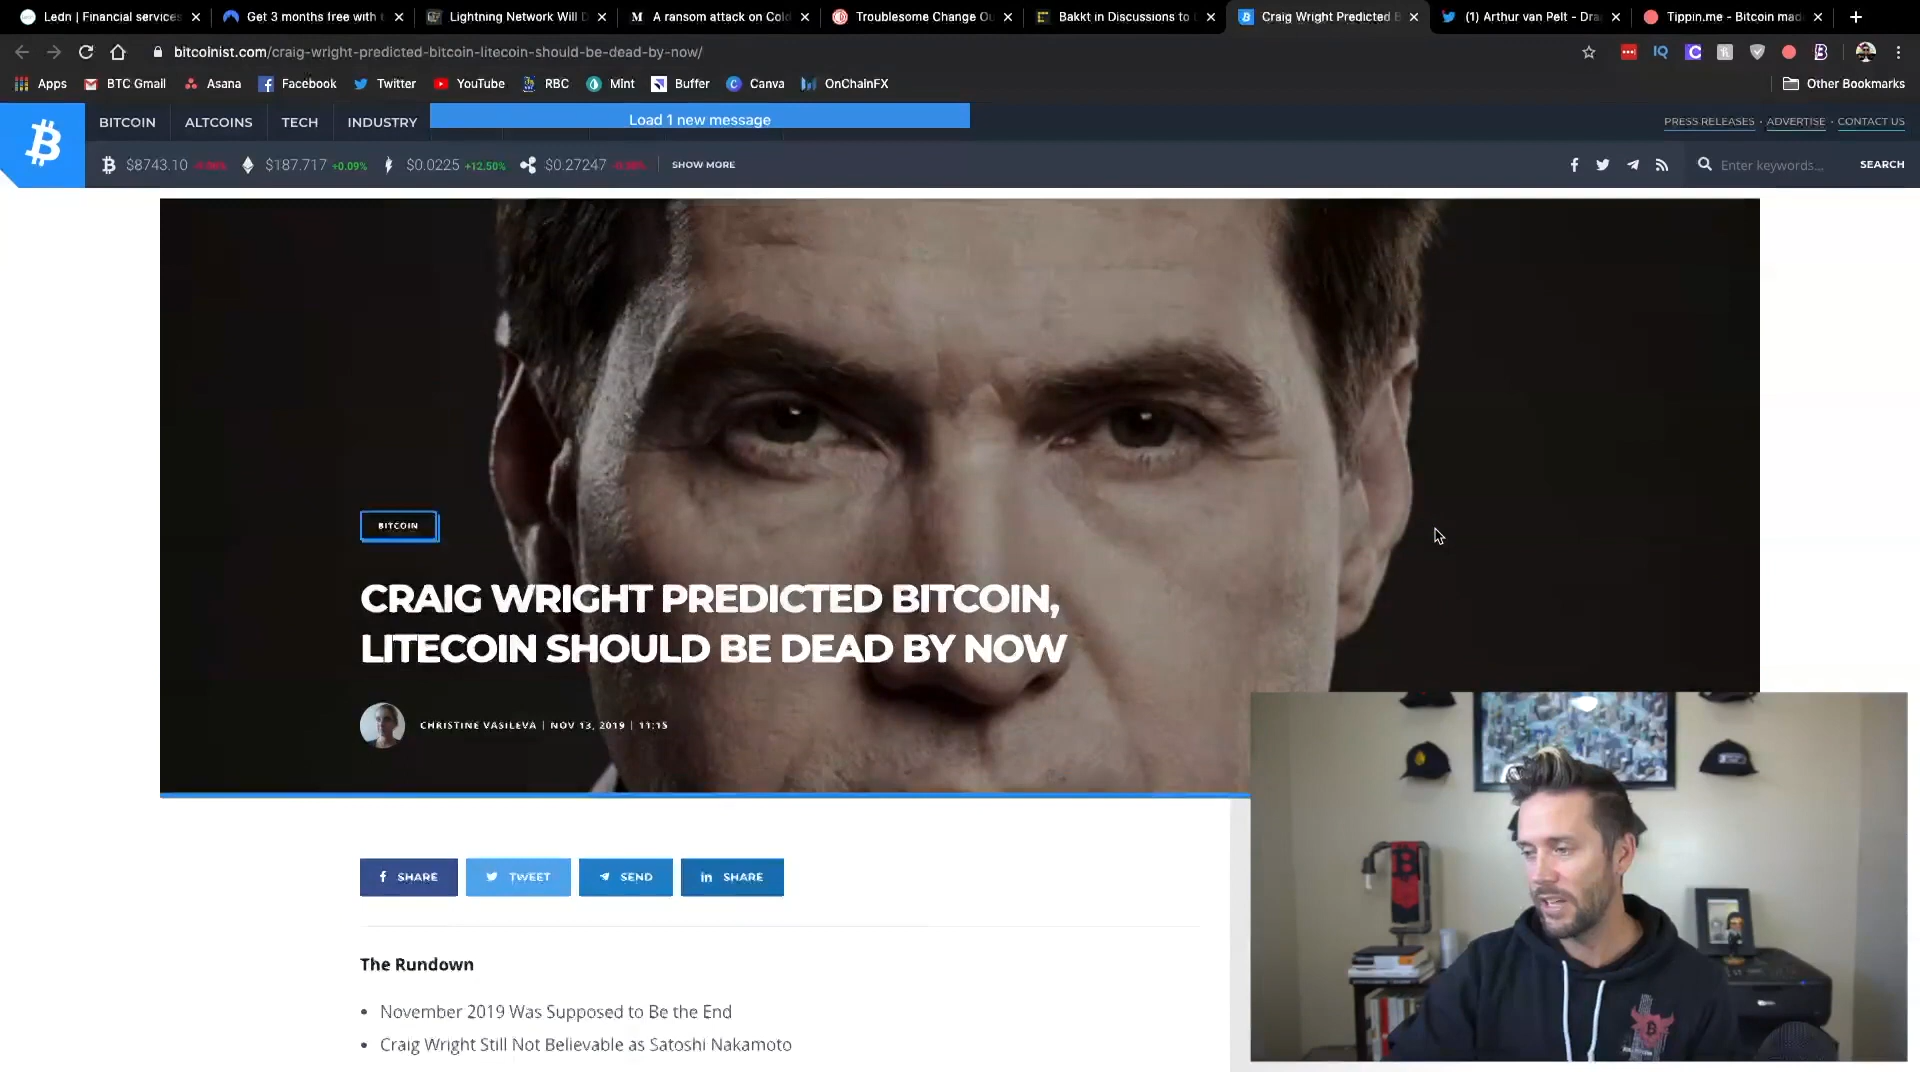 Ledn | Financial services
Get 3 months free with
Lightning Network Will D
A ransom attack on Cold
Troublesome Change Ou
Bakkt in Discussions to
Craig Wright Predicted B
(1) Arthur van Pelt - Dra
Tippin.me - Bitcoin mad
bitcoinist.com/craig-wright-predicted-bitcoin-litecoin-should-be-dead-by-now/
Apps
BTC Gmail
Asana
Facebook
Twitter
YouTube
RBC
Mint
Buffer
Canva
OnChainFX
Other Bookmarks
BITCOIN
ALTCOINS
TECH
INDUSTRY
Load 1 new message
PRESS RELEASES · ADVERTISE · CONTACT US
$8743.10
$187.717 +0.09%
$0.0225 +12.50%
$0.27247
SHOW MORE
Enter keywords...
SEARCH
BITCOIN
CRAIG WRIGHT PREDICTED BITCOIN,
LITECOIN SHOULD BE DEAD BY NOW
CHRISTINE VASILEVA | NOV 13, 2019 | 11:15
SHARE
TWEET
SEND
SHARE
The Rundown
• November 2019 Was Supposed to Be the End
• Craig Wright Still Not Believable as Satoshi Nakamoto